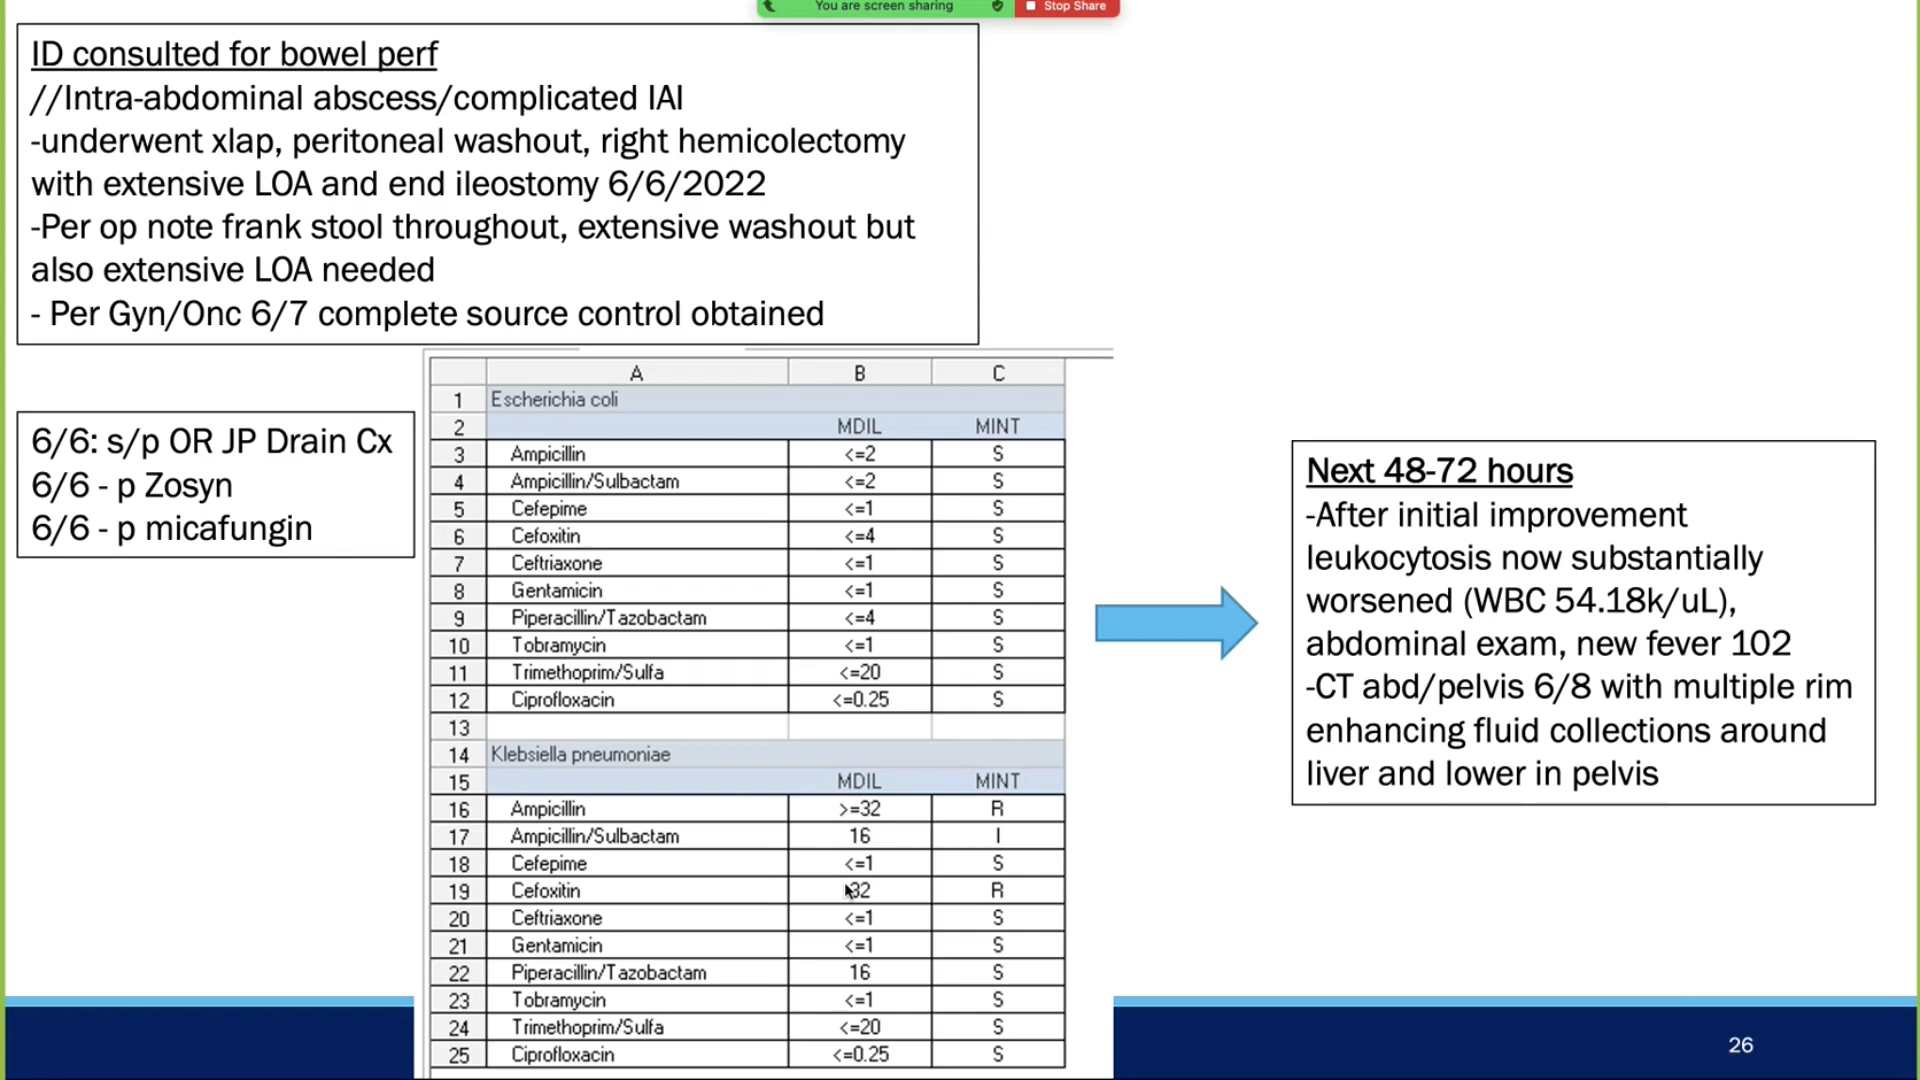 You are screen sharing Stop Share
ID consulted for bowel perf
//Intra-abdominal abscess/complicated IAI
-underwent xlap, peritoneal washout, right hemicolectomy
with extensive LOA and end ileostomy 6/6/2022
-Per op note frank stool throughout, extensive washout but
also extensive LOA needed
- Per Gyn/Onc 6/7 complete source control obtained
6/6: s/p OR JP Drain Cx
6/6 - p Zosyn
6/6 - p micafungin
A B C
1 Escherichia coli
2 MDIL MINT
3 Ampicillin <=2 S
4 Ampicillin/Sulbactam <=2 S
5 Cefepime <=1 S
6 Cefoxitin <=4 S
7 Ceftriaxone <=1 S
8 Gentamicin <=1 S
9 Piperacillin/Tazobactam <=4 S
10 Tobramycin <=1 S
11 Trimethoprim/Sulfa <=20 S
12 Ciprofloxacin <=0.25 S
13
14 Klebsiella pneumoniae
15 MDIL MINT
16 Ampicillin >=32 R
17 Ampicillin/Sulbactam 16 I
18 Cefepime <=1 S
19 Cefoxitin 32 R
20 Ceftriaxone <=1 S
21 Gentamicin <=1 S
22 Piperacillin/Tazobactam 16 S
23 Tobramycin <=1 S
24 Trimethoprim/Sulfa <=20 S
25 Ciprofloxacin <=0.25 S
Next 48-72 hours
-After initial improvement
leukocytosis now substantially
worsened (WBC 54.18k/uL),
abdominal exam, new fever 102
-CT abd/pelvis 6/8 with multiple rim
enhancing fluid collections around
liver and lower in pelvis
26